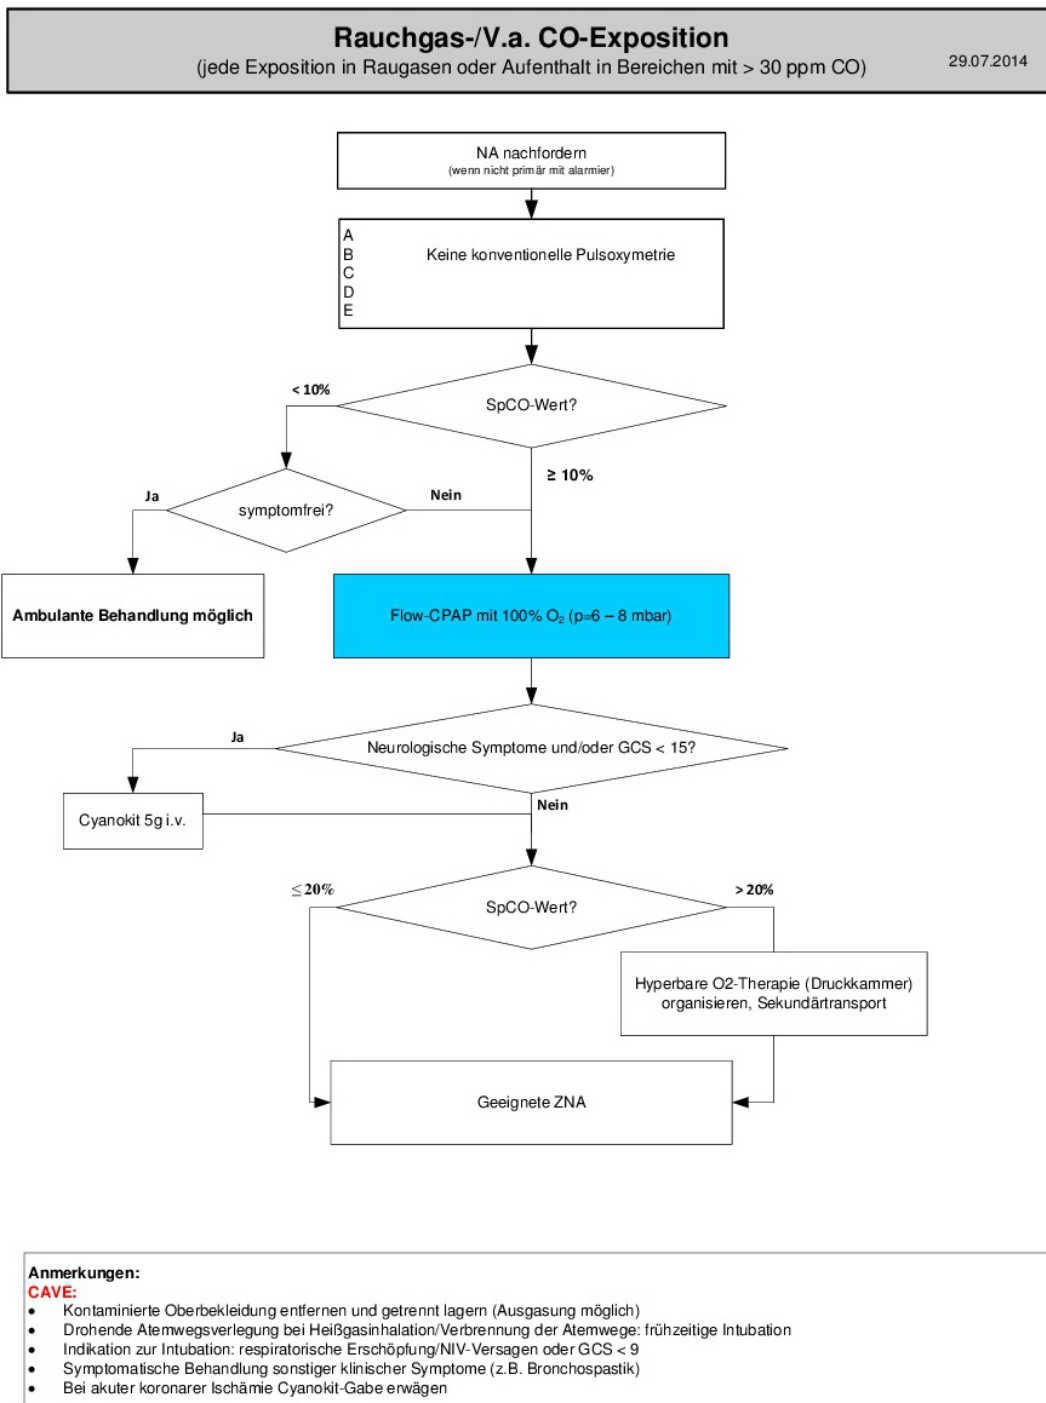 Rauchgas-/V.a. CO-Exposition
(jede Exposition in Raugasen oder Aufenthalt in Bereichen mit > 30 ppm CO)
29.07.2014
NA nachfordern
(wenn nicht primär mit alarmier)
A
B
C
D
E
Keine konventionelle Pulsoxymetrie
< 10%
SpCO-Wert?
≥ 10%
Ja
symptomfrei?
Nein
Ambulante Behandlung möglich
Flow-CPAP mit 100% O₂ (p=6 – 8 mbar)
Ja
Neurologische Symptome und/oder GCS < 15?
Nein
Cyanokit 5g i.v.
≤ 20%
SpCO-Wert?
> 20%
Hyperbare O2-Therapie (Druckkammer)
organisieren, Sekundärtransport
Geeignete ZNA
Anmerkungen:
CAVE:
• Kontaminierte Oberbekleidung entfernen und getrennt lagern (Ausgasung möglich)
• Drohende Atemwegsverlegung bei Heißgasinhalation/Verbrennung der Atemwege: frühzeitige Intubation
• Indikation zur Intubation: respiratorische Erschöpfung/NIV-Versagen oder GCS < 9
• Symptomatische Behandlung sonstiger klinischer Symptome (z.B. Bronchospastik)
• Bei akuter koronarer Ischämie Cyanokit-Gabe erwägen